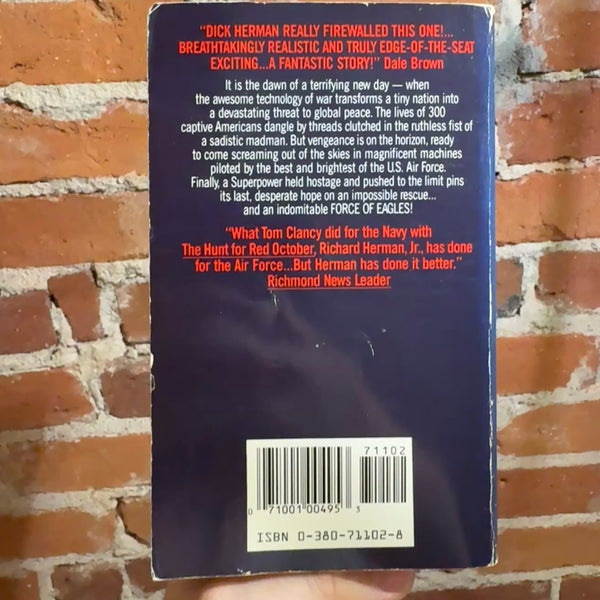 “DICK HERMAN REALLY FIREWALLED THIS ONE!...
BREATHTAKINGLY REALISTIC AND TRULY EDGE-OF-THE-SEAT
EXCITING...A FANTASTIC STORY!” Dale Brown
It is the dawn of a terrifying new day — when
the awesome technology of war transforms a tiny nation into
a devastating threat to global peace. The lives of 300
captive Americans dangle by threads clutched in the ruthless fist of
a sadistic madman. But vengeance is on the horizon, ready
to come screaming out of the skies in magnificent machines
piloted by the best and brightest of the U.S. Air Force.
Finally, a Superpower held hostage and pushed to the limit pins
its last, desperate hope on an impossible rescue...
and an indomitable FORCE OF EAGLES!
“What Tom Clancy did for the Navy with
The Hunt for Red October, Richard Herman, Jr., has done
for the Air Force...But Herman has done it better.”
Richmond News Leader
71102
0 71001 00495 3
ISBN 0-380-71102-8